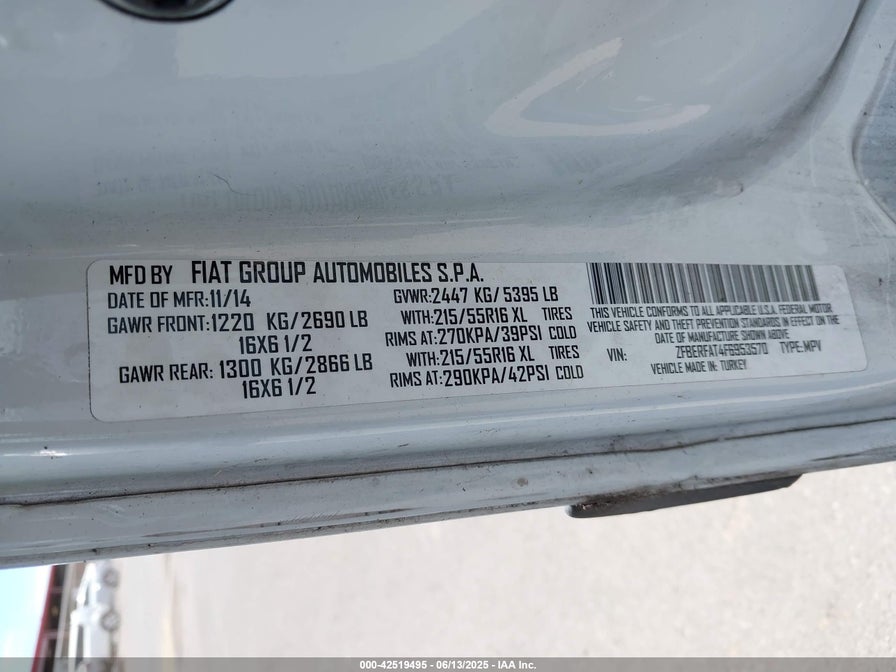 MFD BY FIAT GROUP AUTOMOBILES S.P.A.
DATE OF MFR:11/14
GAWR FRONT:1220 KG/2690 LB
16X6 1/2
GAWR REAR: 1300 KG/2866 LB
16X6 1/2
GVWR:2447 KG/ 5395 LB
WITH:215/55R16 XL TIRES
RIMS AT:270KPA/39PSI COLD
WITH:215/55R16 XL TIRES
RIMS AT:290KPA/42PSI COLD
THIS VEHICLE CONFORMS TO ALL APPLICABLE U.S.A. FEDERAL MOTOR
VEHICLE SAFETY AND THEFT PREVENTION STANDARDS IN EFFECT ON THE
DATE OF MANUFACTURE SHOWN ABOVE
VIN: ZFBERFAT4F6953570 TYPE:MPV
VEHICLE MADE IN: TURKEY
000-42519495 - 06/13/2025 - IAA Inc.